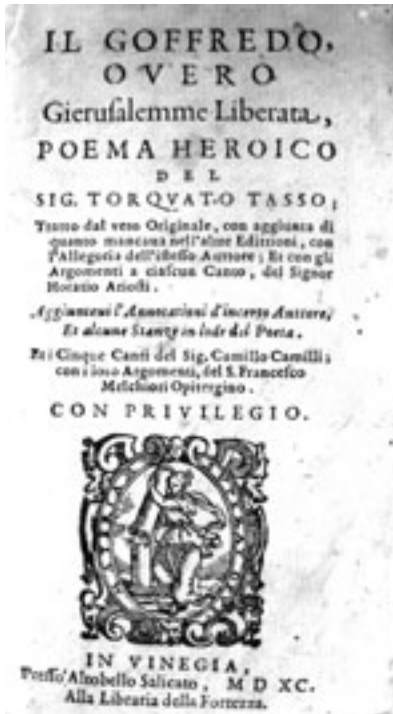 IL GOFFREDO,
OVERO
Gierusalemme Liberata,
POEMA HEROICO
DEL
SIG. TORQVATO TASSO;
Tratto dal vero Originale, con aggiunta di
quanto mancaua nell'altre Edittioni, con
l'Allegoria dell'istesso Auttore; Et con gli
Argomenti a ciascun Canto, del Signor
Horatio Ariosti.
Aggiunteui l'Annotationi d'incerto Auttore,
Et alcune Stanze in lode del Poeta.
Et i Cinque Canti del Sig. Camillo Camilli;
con i loro Argomenti, del S. Francesco
Melchiori Opitergino.
CON PRIVILEGIO.
IN VINEGIA,
Presso Altobello Salicato, M D XC.
Alla Libraria della Fortezza.